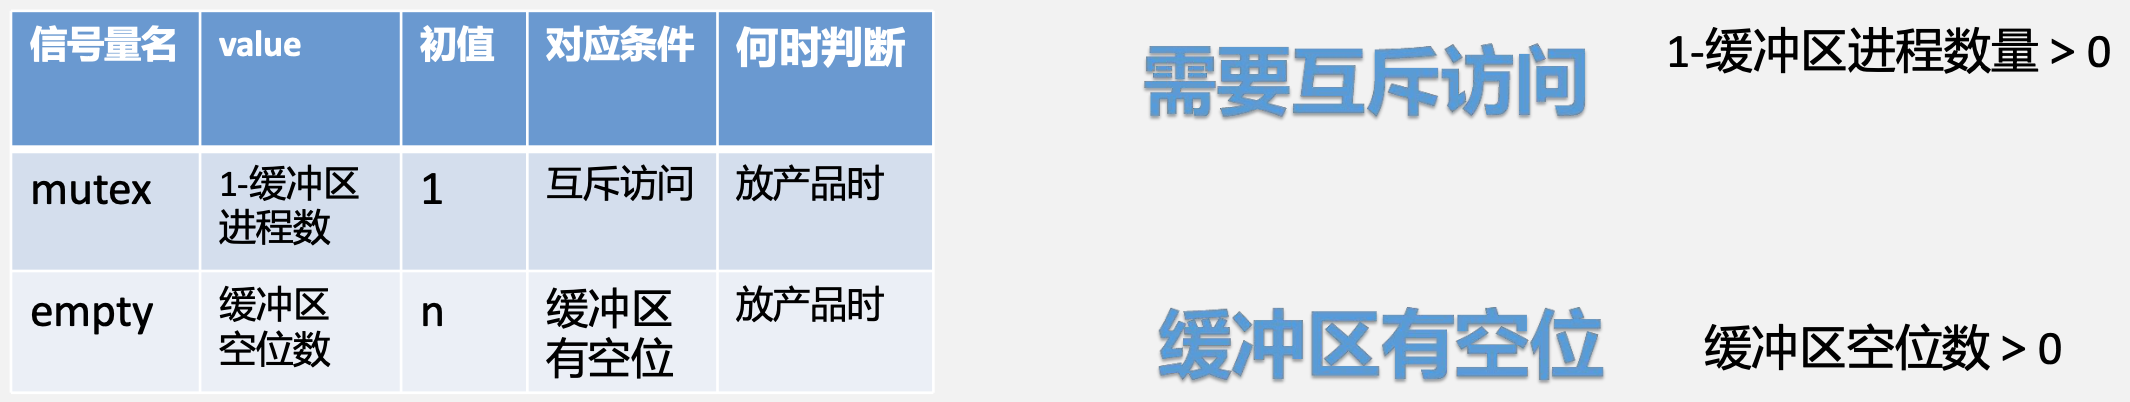 信号量名 value 初值 对应条件 何时判断
mutex 1-缓冲区 1 互斥访问 放产品时
进程数
empty 缓冲区 n 缓冲区 放产品时
空位数 有空位
需要互斥访问
1-缓冲区进程数量 > 0
缓冲区有空位
缓冲区空位数 > 0